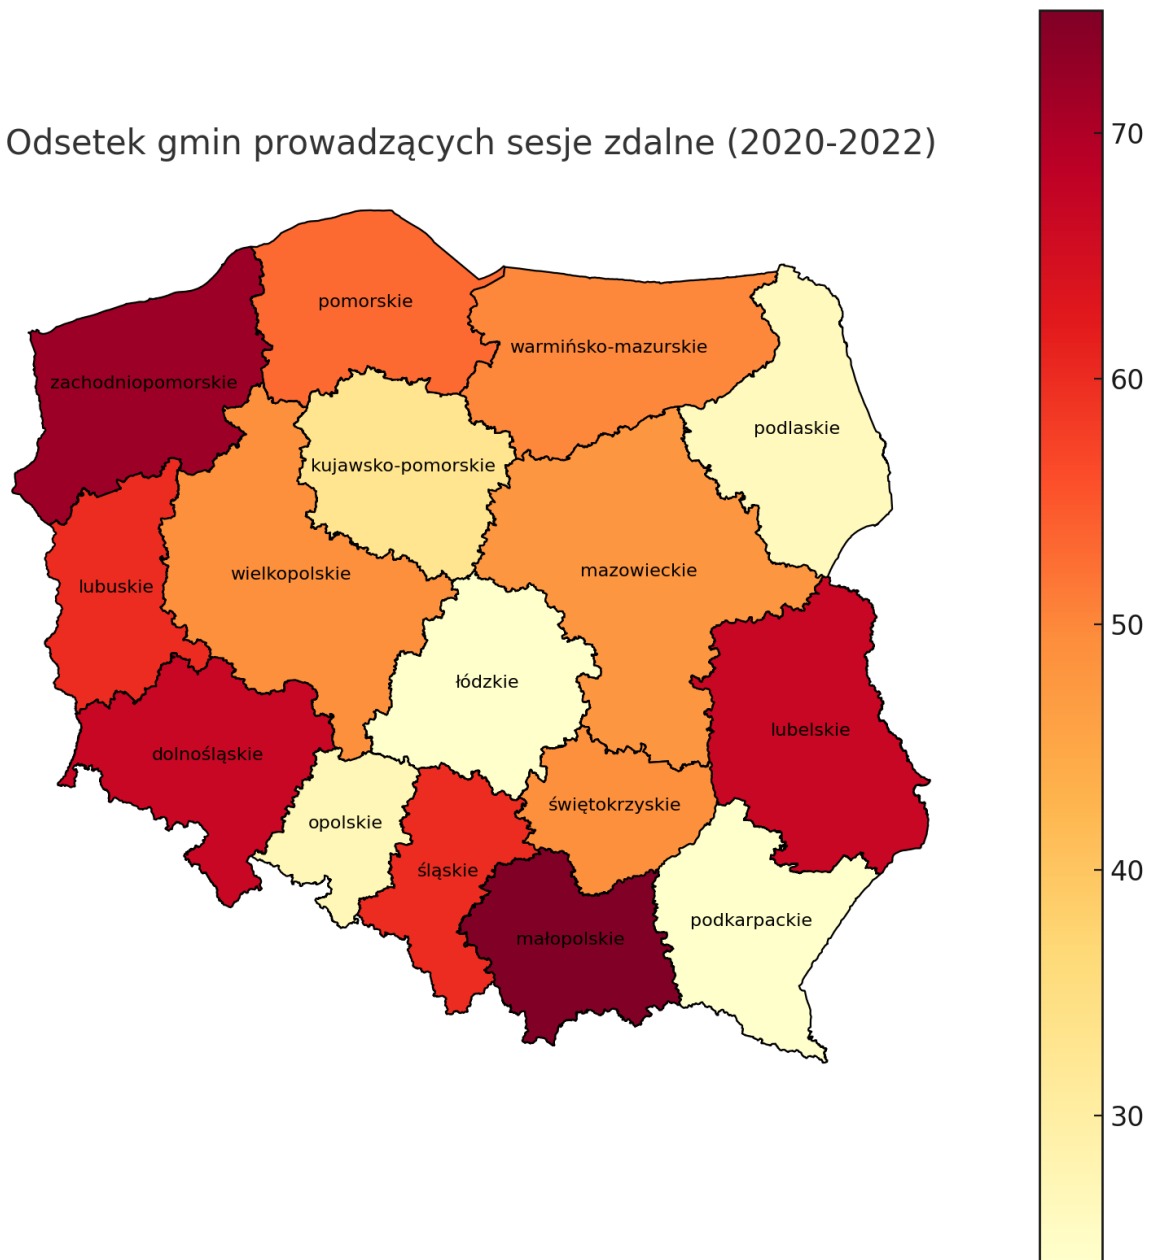 70
Odsetek gmin prowadzących sesje zdalne (2020-2022)
pomorskie
warmińsko-mazurskie
zachodniopomorskie
60
podlaskie
kujawsko-pomorskie
mazowieckie
wielkopolskie
lubuskie
50
łódzkie
lubelskie
dolnośląskie
świętokrzyskie
opolskie
śląskie
40
podkarpackie
małopolskie
30